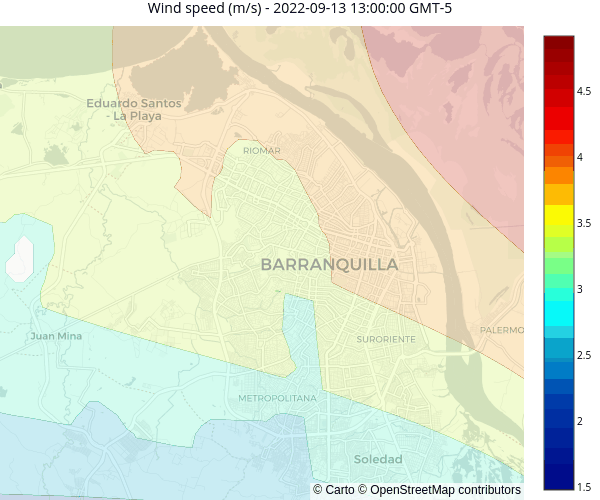 Wind speed (m/s) - 2022-09-13 13:00:00 GMT-5
Eduardo Santos
- La Playa
RIOMAR
BARRANQUILLA
PALERMO
Juan Mina
SURORIENTE
METROPOLITANA
Soledad
© Carto © OpenStreetMap contributors
4.5
4
3.5
3
2.5
2
1.5